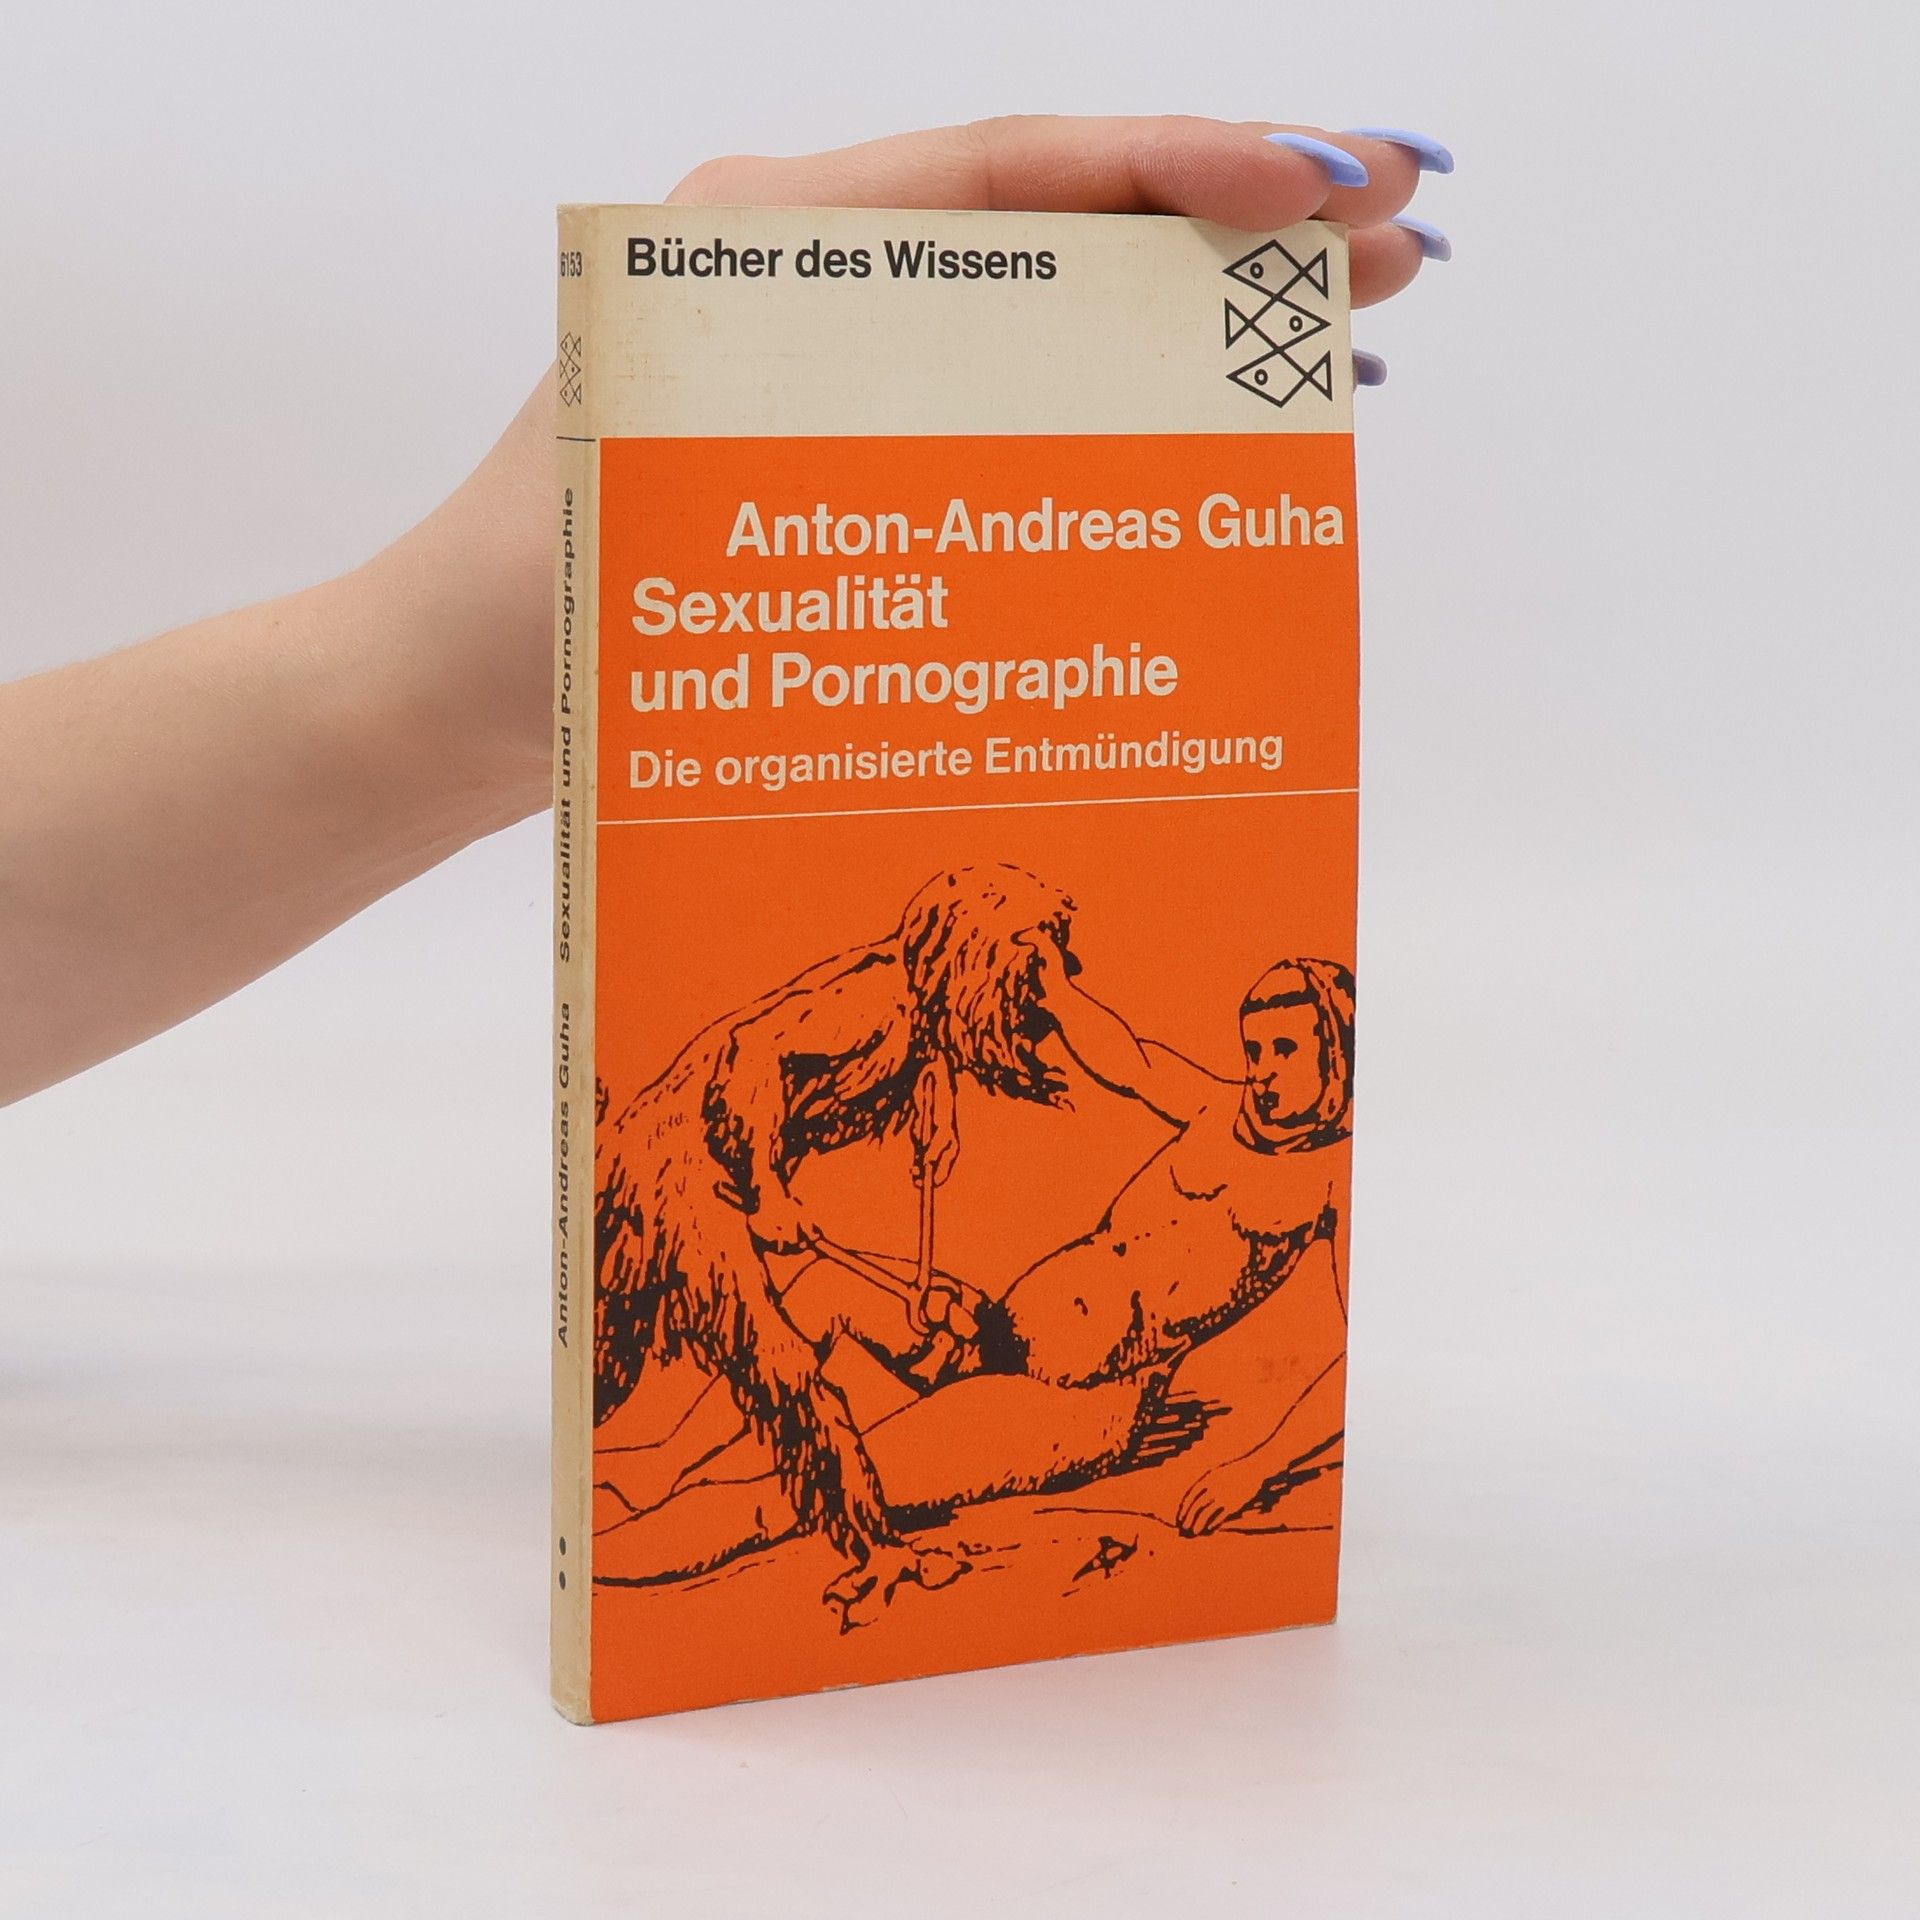 Bücher des Wissens
Anton-Andreas Guha
Sexualität
und Pornographie
Die organisierte Entmündigung
6153
Anton-Andreas Guha Sexualität und Pornographie